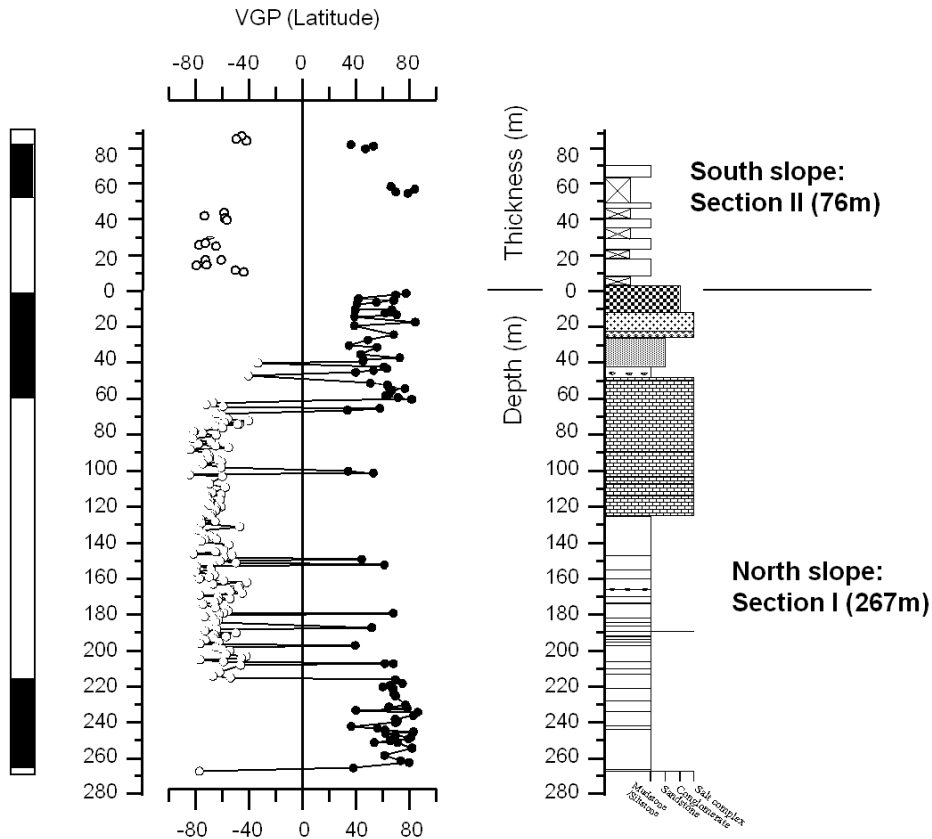 VGP (Latitude)
-80 -40 0 40 80
80
60
40
20
0
20
40
60
80
100
120
140
160
180
200
220
240
260
280
-80 -40 0 40 80
Thickness (m)
Depth (m)
80
60
40
20
0
20
40
60
80
100
120
140
160
180
200
220
240
260
280
South slope:
Section II (76m)
North slope:
Section I (267m)
Mudstone
/Siltstone
Sandstone
Conglomerate
Salt complex